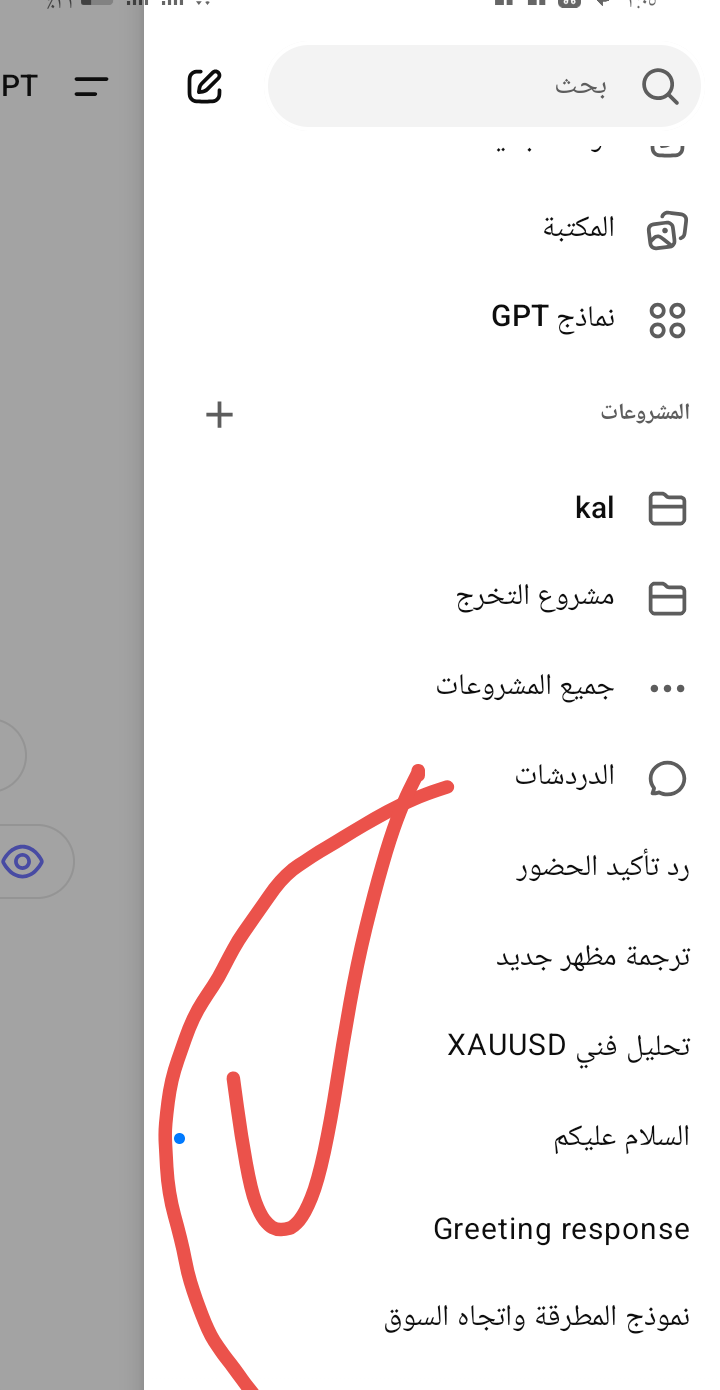 PT
بحث
المكتبة
نماذج GPT
المشروعات
kal
مشروع التخرج
جميع المشروعات
الدردشات
رد تأكيد الحضور
ترجمة مظهر جديد
تحليل فني XAUUSD
السلام عليكم
Greeting response
نموذج المطرقة واتجاه السوق